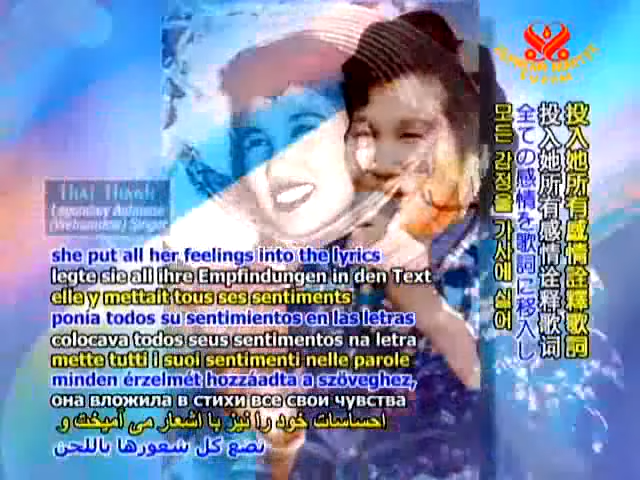 THAI THANH
Legendary Aulacese
(Vietnamese) Singer
she put all her feelings into the lyrics
legte sie all ihre Empfindungen in den Text
elle y mettait tous ses sentiments
ponía todos su sentimientos en las letras
colocava todos seus sentimentos na letra
mette tutti i suoi sentimenti nelle parole
minden érzelmét hozzáadta a szöveghez,
она вложила в стихи все свои чувства
احساسات خود را نیز با اشعار می آمیخت و
تضع كل شعورها باللحن
投入她所有感情詮釋歌詞
投入她所有感情诠释歌词
全ての感情を歌詞に移入し
모든 감정을 가사에 실어